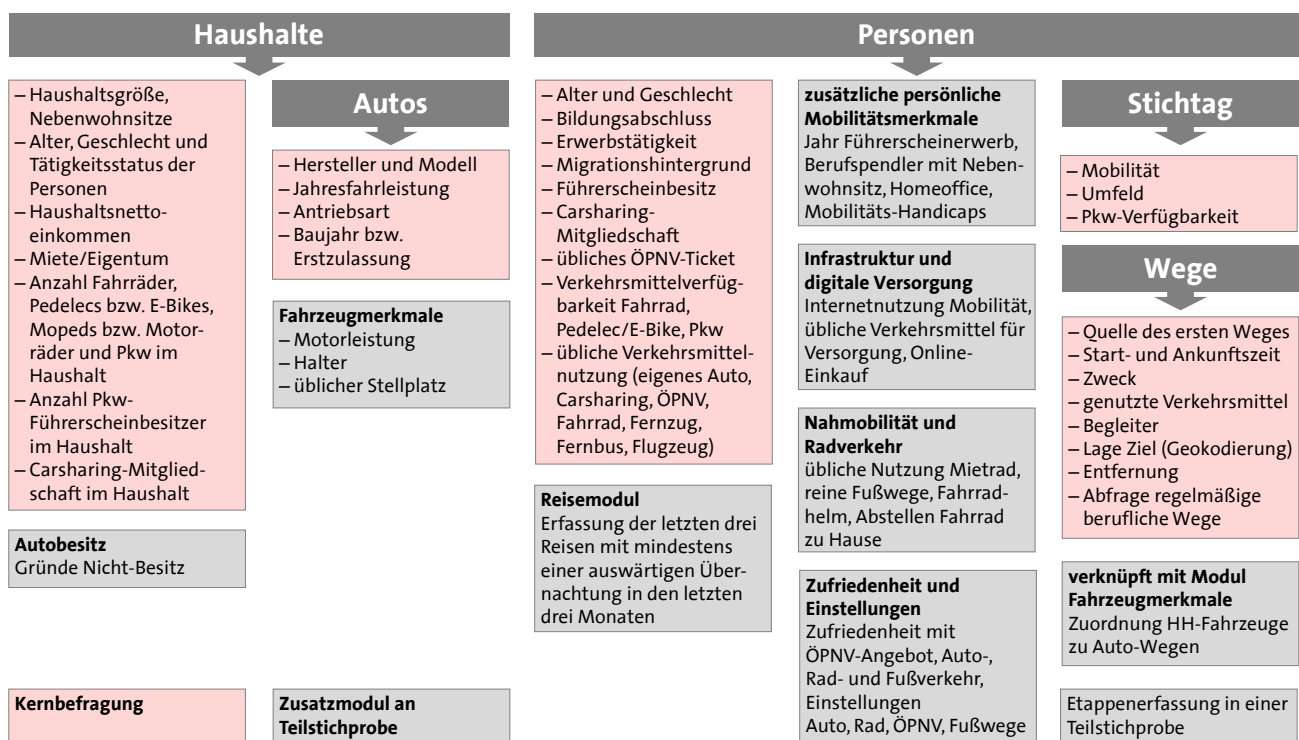 Haushalte
– Haushaltsgröße,
Nebenwohnsitze
– Alter, Geschlecht und
Tätigkeitsstatus der
Personen
– Haushaltsnetto-
einkommen
– Miete/Eigentum
– Anzahl Fahrräder,
Pedelecs bzw. E-Bikes,
Mopeds bzw. Motor-
räder und Pkw im
Haushalt
– Anzahl Pkw-
Führerscheinbesitzer
im Haushalt
– Carsharing-Mitglied-
schaft im Haushalt
Autobesitz
Gründe Nicht-Besitz
Autos
– Hersteller und Modell
– Jahresfahrleistung
– Antriebsart
– Baujahr bzw.
Erstzulassung
Fahrzeugmerkmale
– Motorleistung
– Halter
– üblicher Stellplatz
Personen
– Alter und Geschlecht
– Bildungsabschluss
– Erwerbstätigkeit
– Migrationshintergrund
– Führerscheinbesitz
– Carsharing-
Mitgliedschaft
– übliches ÖPNV-Ticket
– Verkehrsmittelverfüg-
barkeit Fahrrad,
Pedelec/E-Bike, Pkw
– übliche Verkehrsmittel-
nutzung (eigenes Auto,
Carsharing, ÖPNV,
Fahrrad, Fernzug,
Fernbus, Flugzeug)
Reisemodul
Erfassung der letzten drei
Reisen mit mindestens
einer auswärtigen Über-
nachtung in den letzten
drei Monaten
zusätzliche persönliche
Mobilitätsmerkmale
Jahr Führerscheinerwerb,
Berufspendler mit Neben-
wohnsitz, Homeoffice,
Mobilitäts-Handicaps
Infrastruktur und
digitale Versorgung
Internetnutzung Mobilität,
übliche Verkehrsmittel für
Versorgung, Online-
Einkauf
Nahmobilität und
Radverkehr
übliche Nutzung Mietrad,
reine Fußwege, Fahrrad-
helm, Abstellen Fahrrad
zu Hause
Zufriedenheit und
Einstellungen
Zufriedenheit mit
ÖPNV-Angebot, Auto-,
Rad- und Fußverkehr,
Einstellungen
Auto, Rad, ÖPNV, Fußwege
Stichtag
– Mobilität
– Umfeld
– Pkw-Verfügbarkeit
Wege
– Quelle des ersten Weges
– Start- und Ankunftszeit
– Zweck
– genutzte Verkehrsmittel
– Begleiter
– Lage Ziel (Geokodierung)
– Entfernung
– Abfrage regelmäßige
berufliche Wege
verknüpft mit Modul
Fahrzeugmerkmale
Zuordnung HH-Fahrzeuge
zu Auto-Wegen
Etappenerfassung in einer
Teilstichprobe
Kernbefragung
Zusatzmodul an
Teilstichprobe